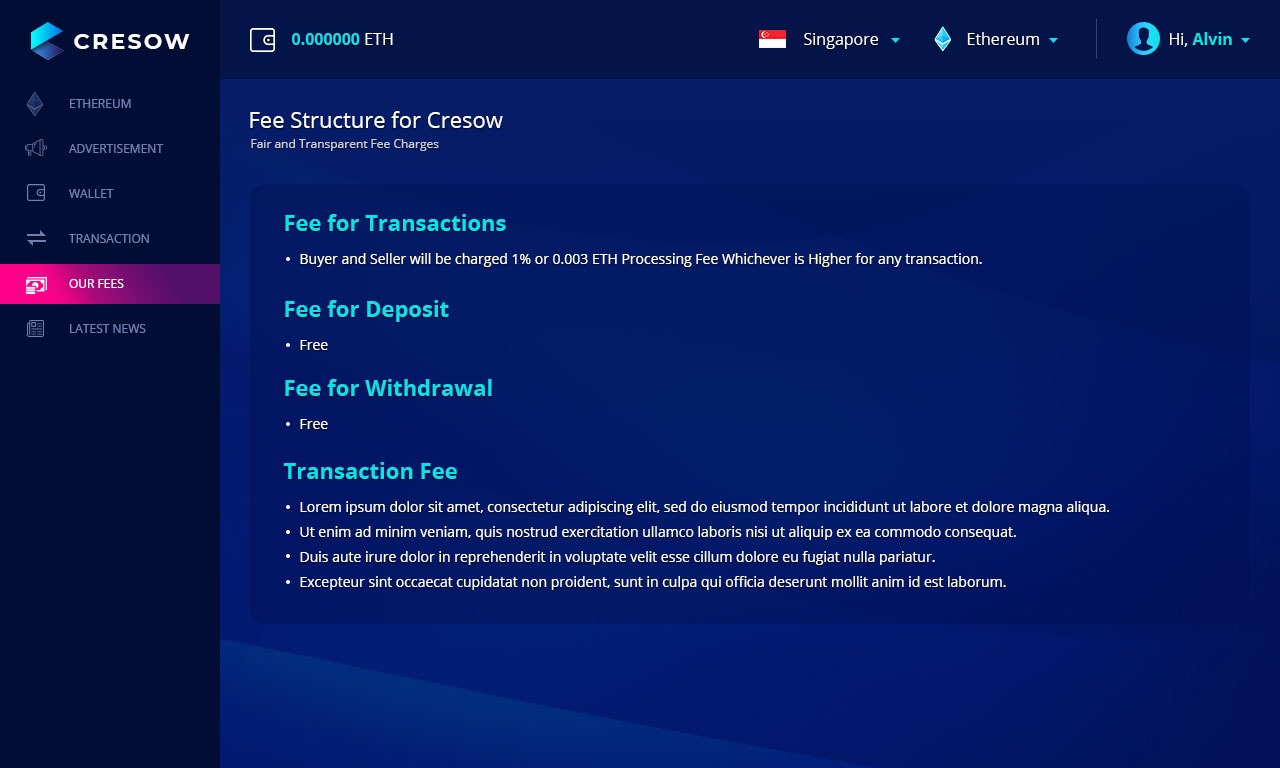 CRESOW
0.000000 ETH
Singapore
Ethereum
Hi, Alvin
ETHEREUM
ADVERTISEMENT
WALLET
TRANSACTION
OUR FEES
LATEST NEWS
Fee Structure for Cresow
Fair and Transparent Fee Charges
Fee for Transactions
• Buyer and Seller will be charged 1% or 0.003 ETH Processing Fee Whichever is Higher for any transaction.
Fee for Deposit
• Free
Fee for Withdrawal
• Free
Transaction Fee
• Lorem ipsum dolor sit amet, consectetur adipiscing elit, sed do eiusmod tempor incididunt ut labore et dolore magna aliqua.
• Ut enim ad minim veniam, quis nostrud exercitation ullamco laboris nisi ut aliquip ex ea commodo consequat.
• Duis aute irure dolor in reprehenderit in voluptate velit esse cillum dolore eu fugiat nulla pariatur.
• Excepteur sint occaecat cupidatat non proident, sunt in culpa qui officia deserunt mollit anim id est laborum.